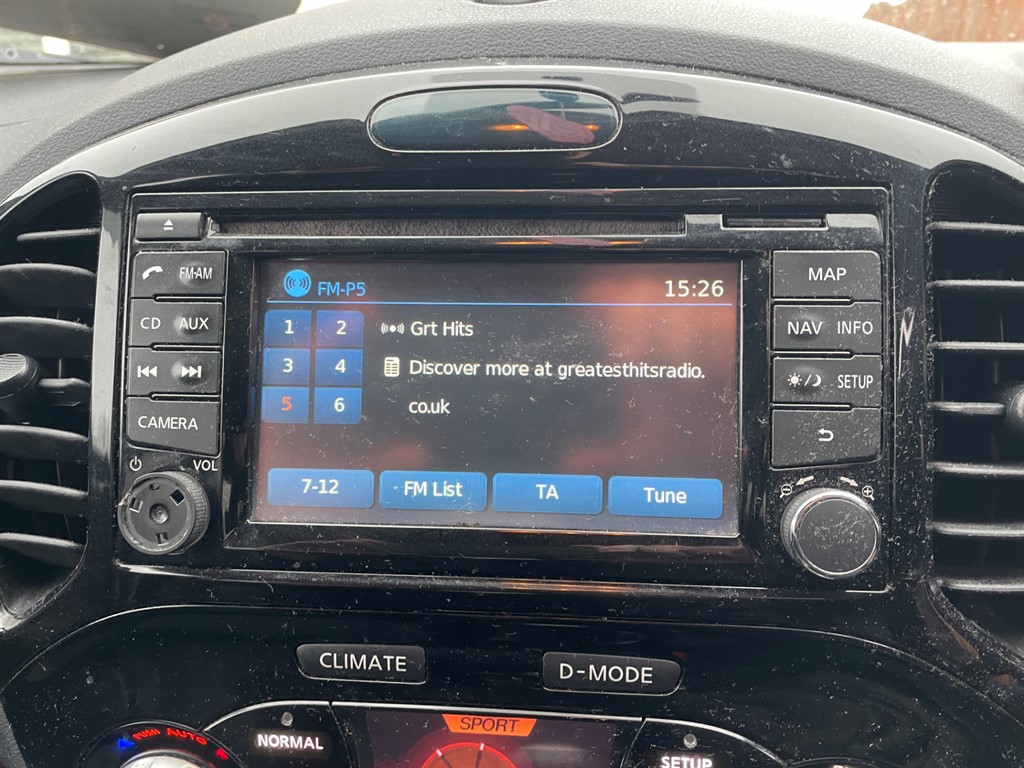 FM-P5 15:26
1 2 Grt Hits
3 4 Discover more at greatesthitsradio.
5 6 co.uk
7-12 FM List TA Tune
FM·AM
CD AUX
CAMERA
VOL
MAP
NAV INFO
SETUP
CLIMATE D-MODE
PUSH AUTO
NORMAL SPORT SETUP